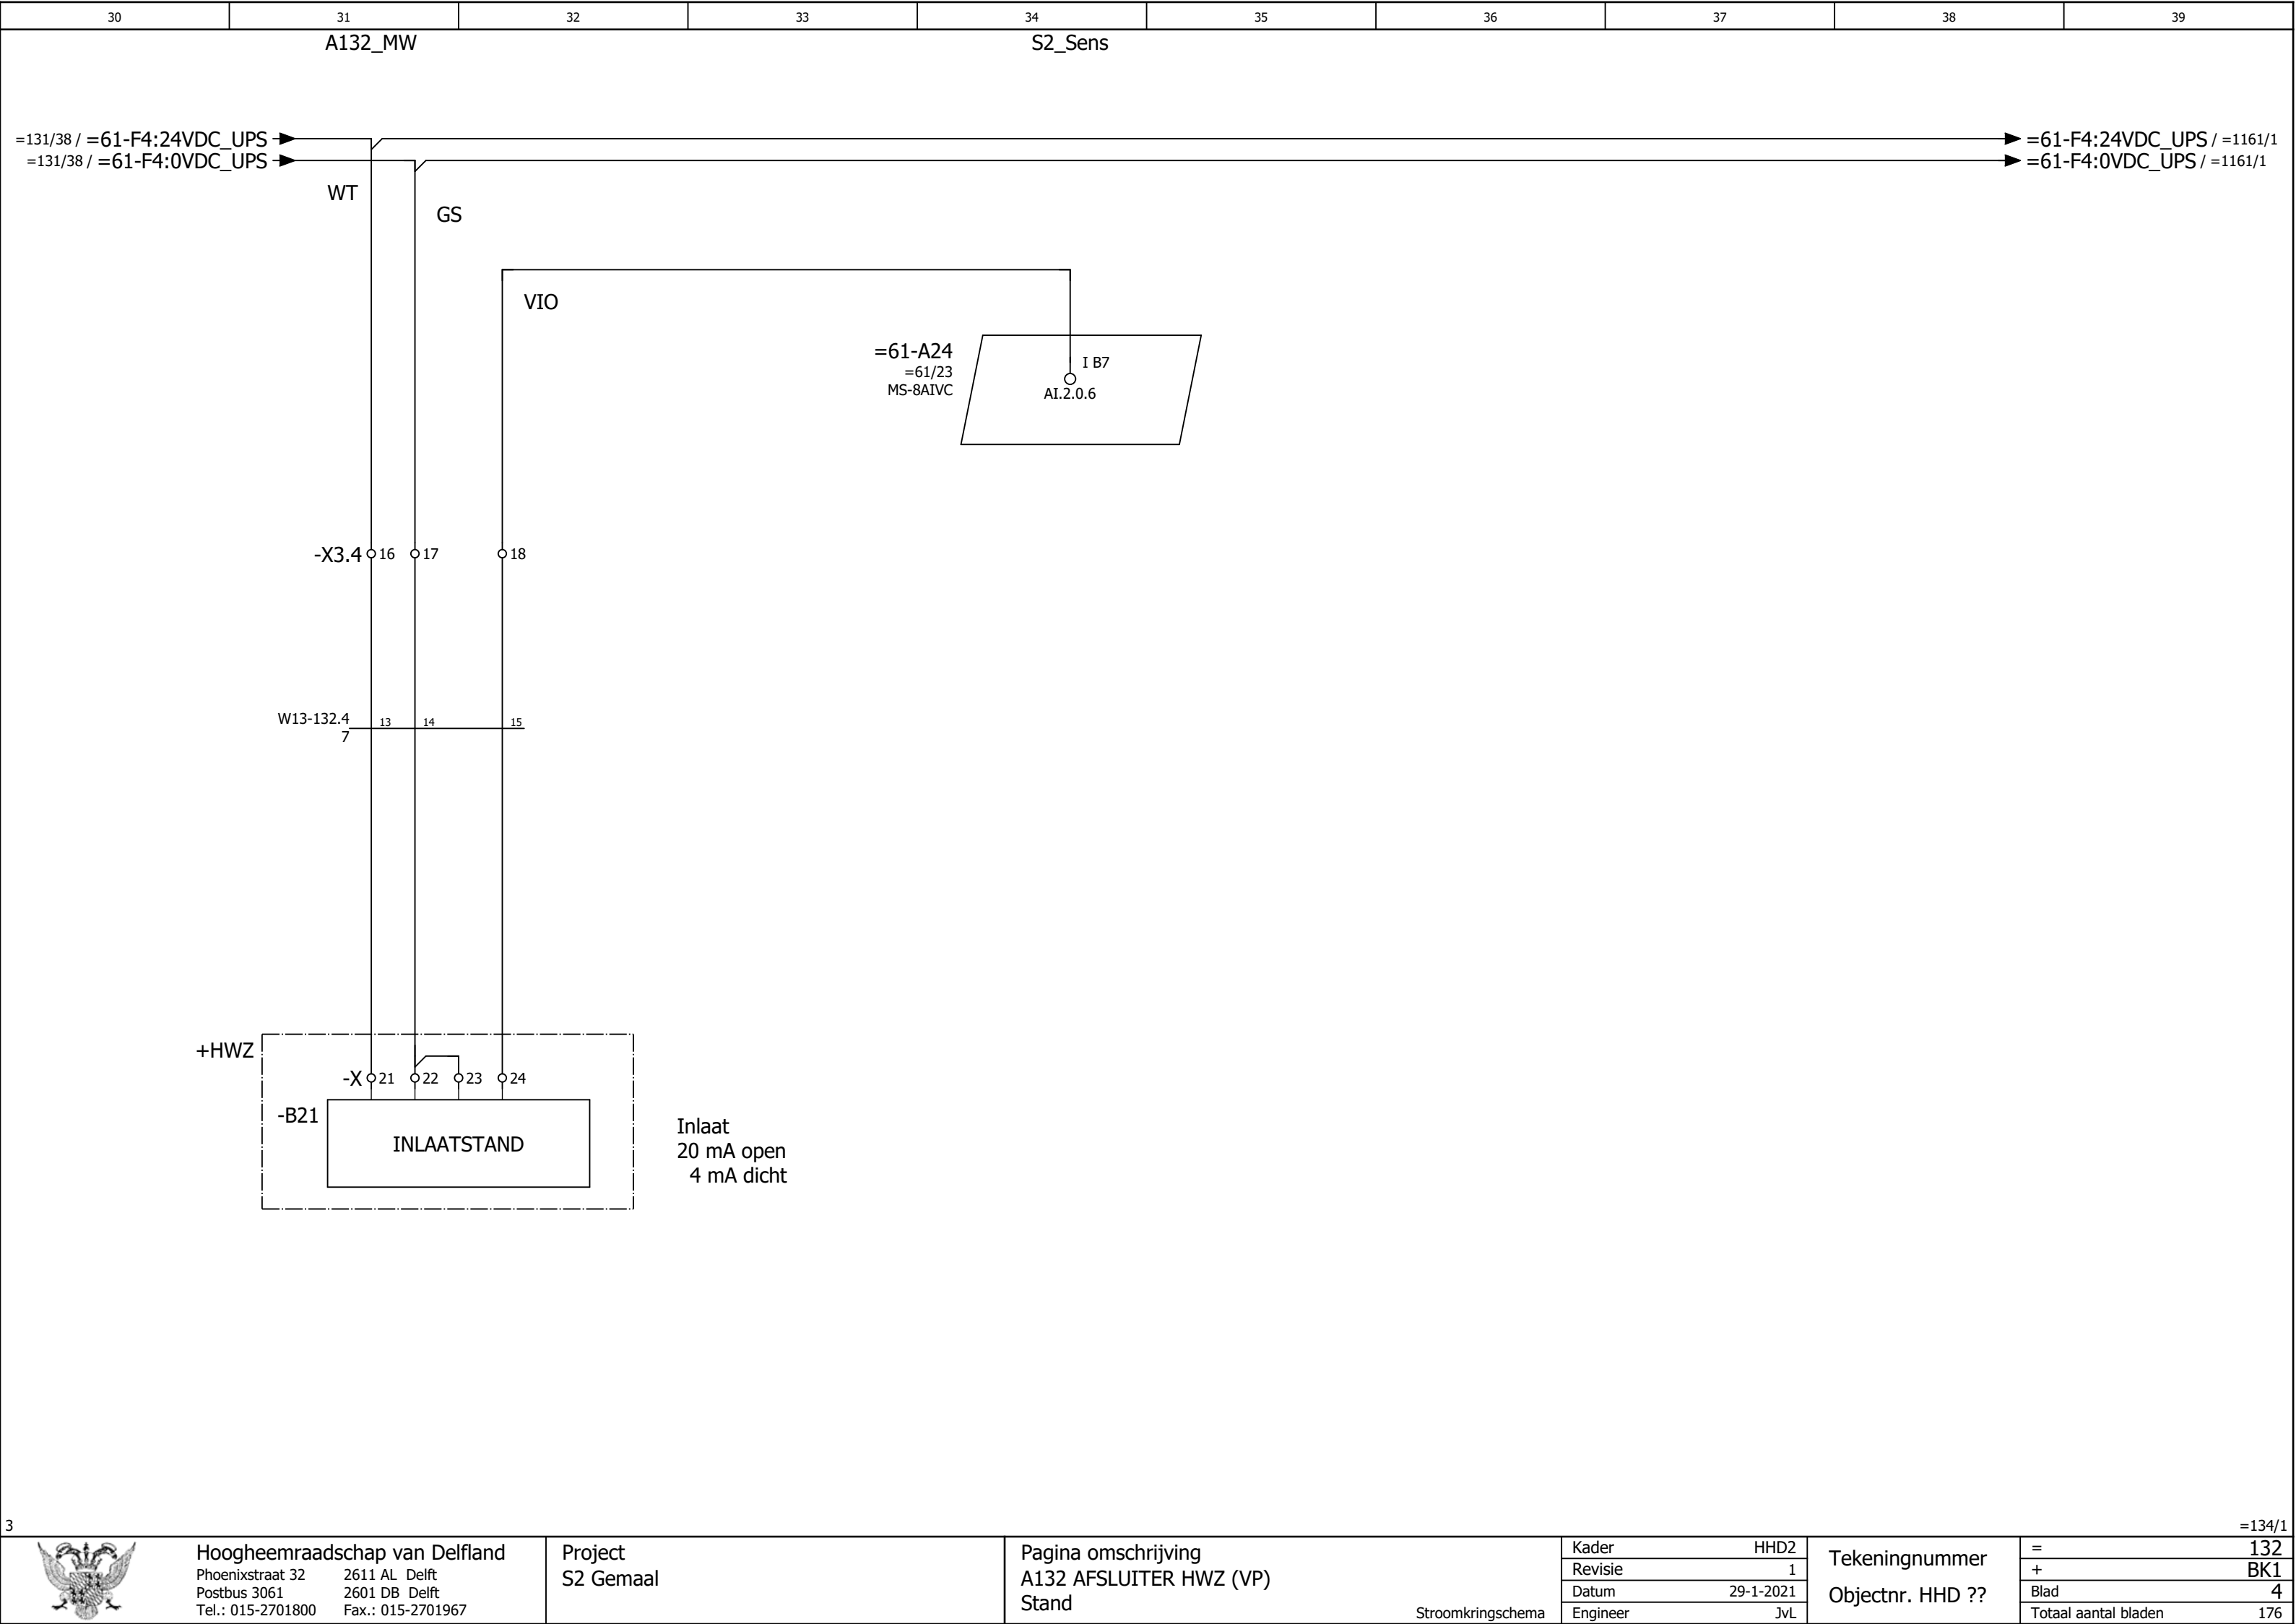 30 31 32 33 34 35 36 37 38 39
A132_MW S2_Sens
=131/38 / =61-F4:24VDC_UPS =61-F4:24VDC_UPS / =1161/1
=131/38 / =61-F4:0VDC_UPS =61-F4:0VDC_UPS / =1161/1
WT
GS
VIO
=61-A24
=61/23
MS-8AIVC
I B7
AI.2.0.6
-X3.4 16 17 18
W13-132.4 13 14 15
7
+HWZ
-X 21 22 23 24
-B21
INLAATSTAND
Inlaat
20 mA open
4 mA dicht
3 =134/1
Hoogheemraadschap van Delfland
Phoenixstraat 32 2611 AL Delft
Postbus 3061 2601 DB Delft
Tel.: 015-2701800 Fax.: 015-2701967
Project
S2 Gemaal
Pagina omschrijving
A132 AFSLUITER HWZ (VP)
Stand
Stroomkringschema
Kader HHD2
Revisie 1
Datum 29-1-2021
Engineer JvL
Tekeningnummer
Objectnr. HHD ??
= 132
+ BK1
Blad 4
Totaal aantal bladen 176